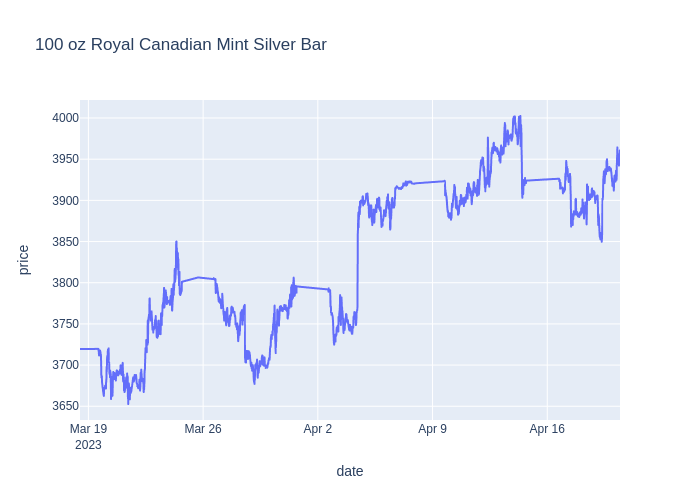 100 oz Royal Canadian Mint Silver Bar
4000
3950
3900
3850
3800
3750
3700
3650
price
Mar 19
2023
Mar 26
Apr 2
Apr 9
Apr 16
date